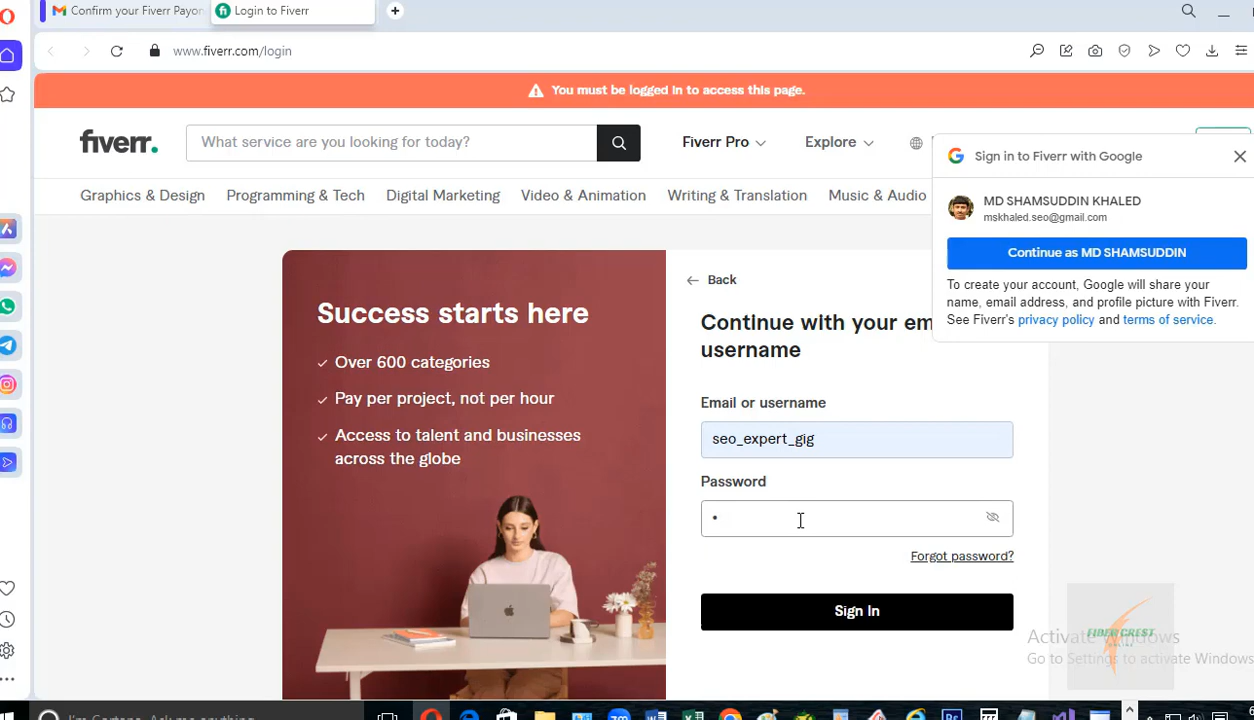 Confirm your Fiverr Payon
Login to Fiverr
www.fiverr.com/login
You must be logged in to access this page.
fiverr.
What service are you looking for today?
Fiverr Pro
Explore
Graphics & Design
Programming & Tech
Digital Marketing
Video & Animation
Writing & Translation
Music & Audio
Sign in to Fiverr with Google
MD SHAMSUDDIN KHALED
mskhaled.seo@gmail.com
Continue as MD SHAMSUDDIN
To create your account, Google will share your
name, email address, and profile picture with Fiverr.
See Fiverr's privacy policy and terms of service.
Success starts here
Over 600 categories
Pay per project, not per hour
Access to talent and businesses
across the globe
Back
Continue with your em
username
Email or username
seo_expert_gig
Password
Forgot password?
Sign In
FIBER CREST
Activate Windows
Go to Settings to activate Windows